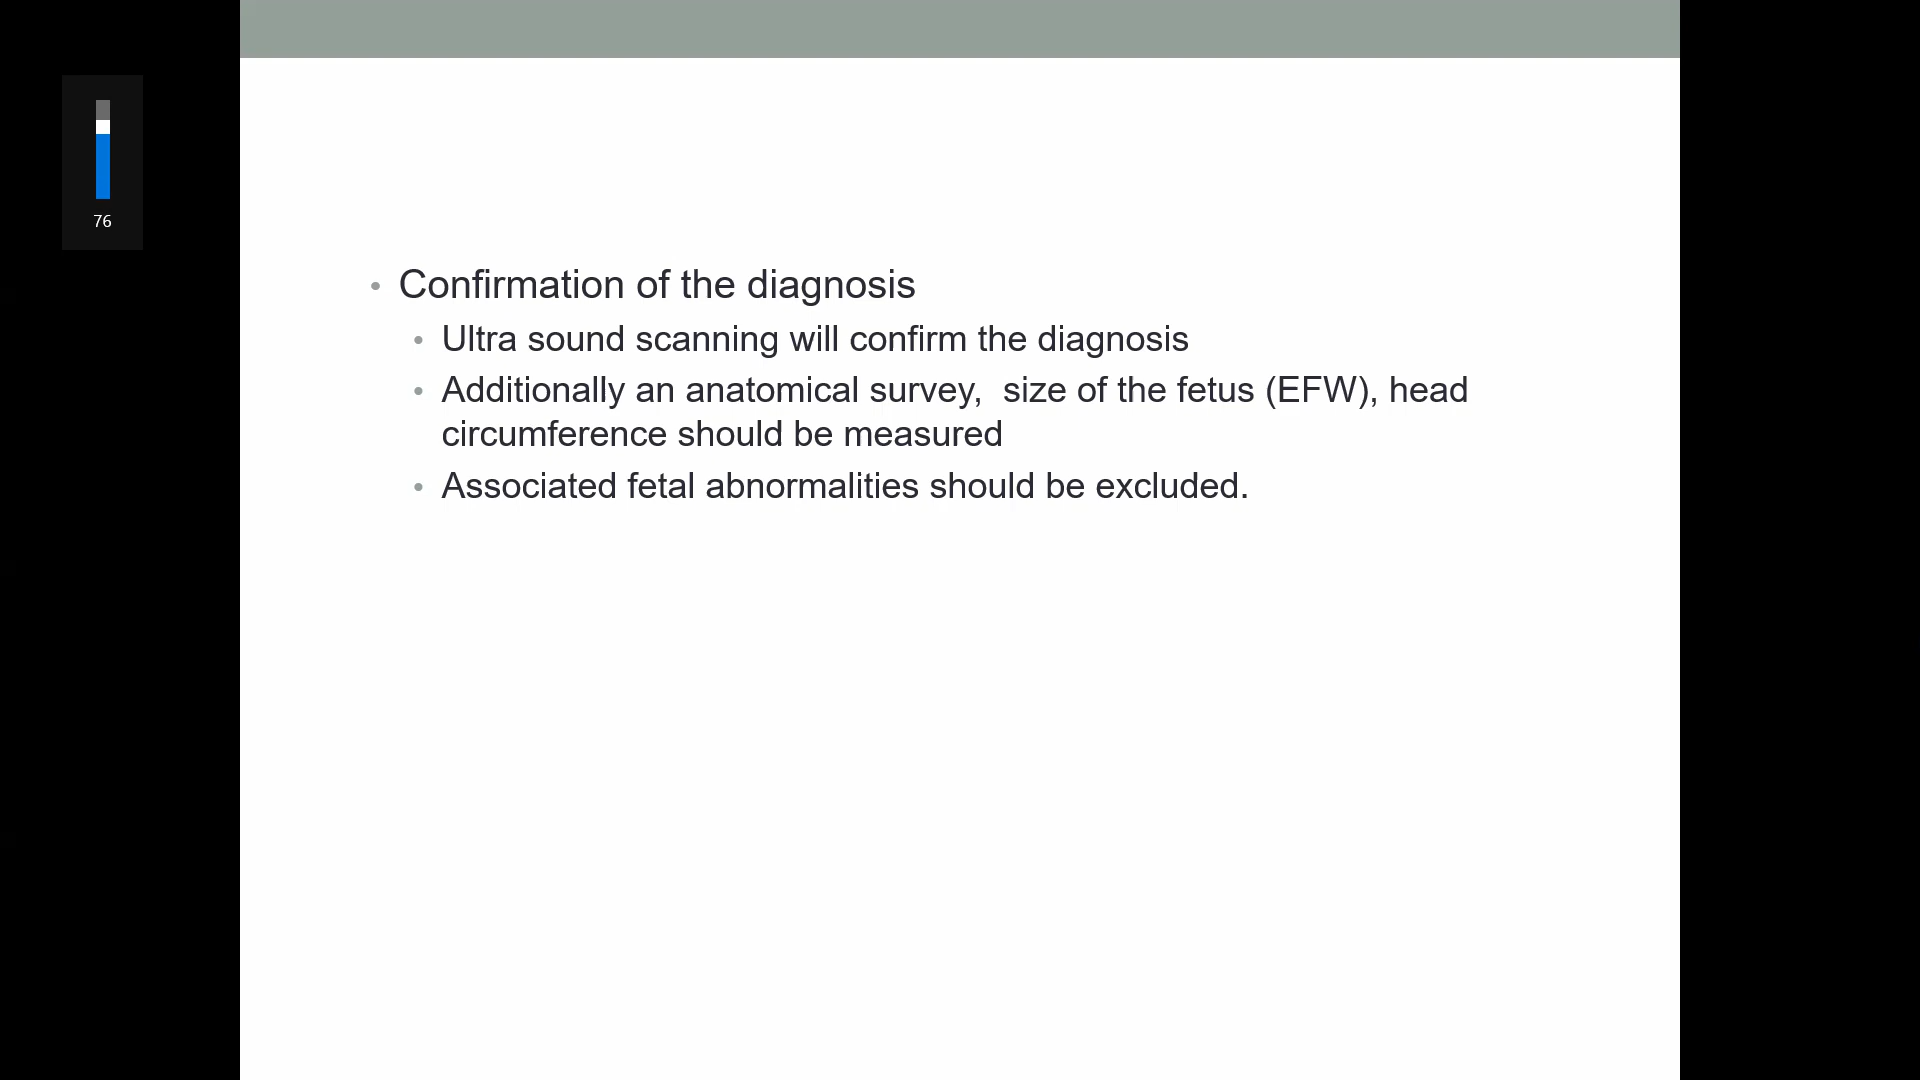 76
• Confirmation of the diagnosis
• Ultra sound scanning will confirm the diagnosis
• Additionally an anatomical survey,  size of the fetus (EFW), head
circumference should be measured
• Associated fetal abnormalities should be excluded.